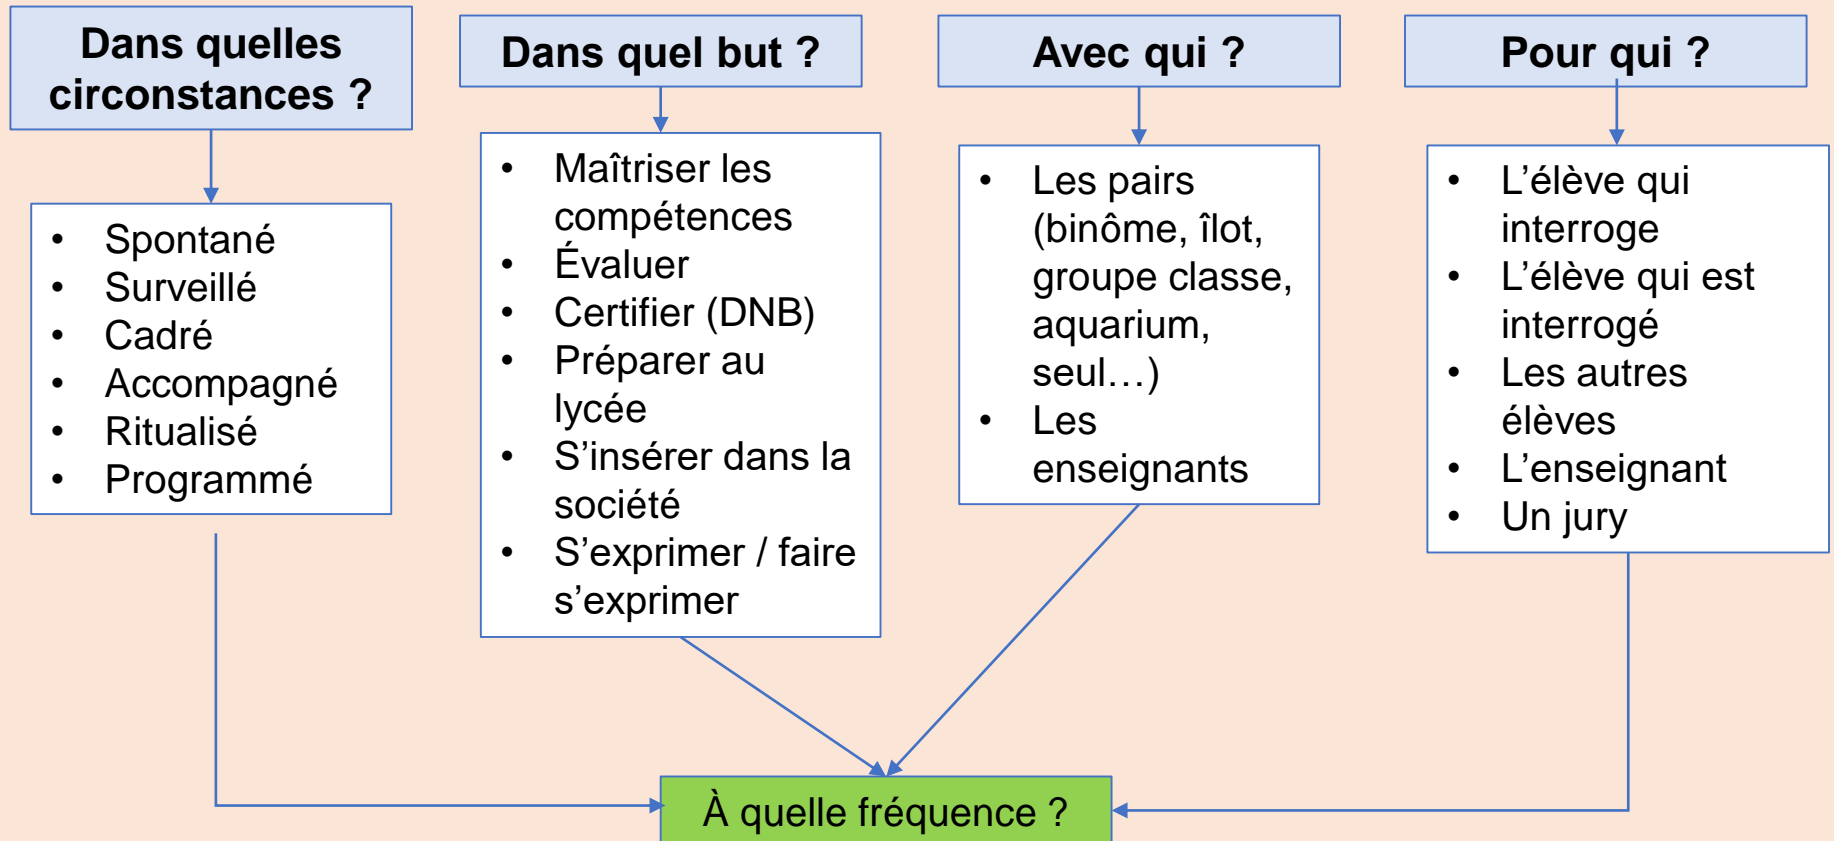 Dans quelles
circonstances ?
• Spontané
• Surveillé
• Cadré
• Accompagné
• Ritualisé
• Programmé
Dans quel but ?
• Maîtriser les
compétences
• Évaluer
• Certifier (DNB)
• Préparer au
lycée
• S’insérer dans la
société
• S’exprimer / faire
s’exprimer
Avec qui ?
• Les pairs
(binôme, îlot,
groupe classe,
aquarium,
seul…)
• Les
enseignants
Pour qui ?
• L’élève qui
interroge
• L’élève qui est
interrogé
• Les autres
élèves
• L’enseignant
• Un jury
À quelle fréquence ?